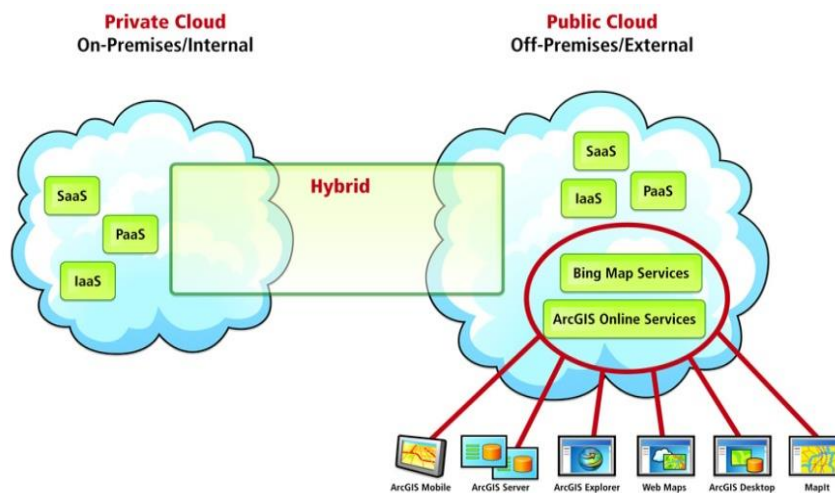 Private Cloud
On-Premises/Internal
Public Cloud
Off-Premises/External
SaaS
PaaS
IaaS
Hybrid
SaaS
IaaS
PaaS
Bing Map Services
ArcGIS Online Services
ArcGIS Mobile
ArcGIS Server
ArcGIS Explorer
Web Maps
ArcGIS Desktop
MapIt